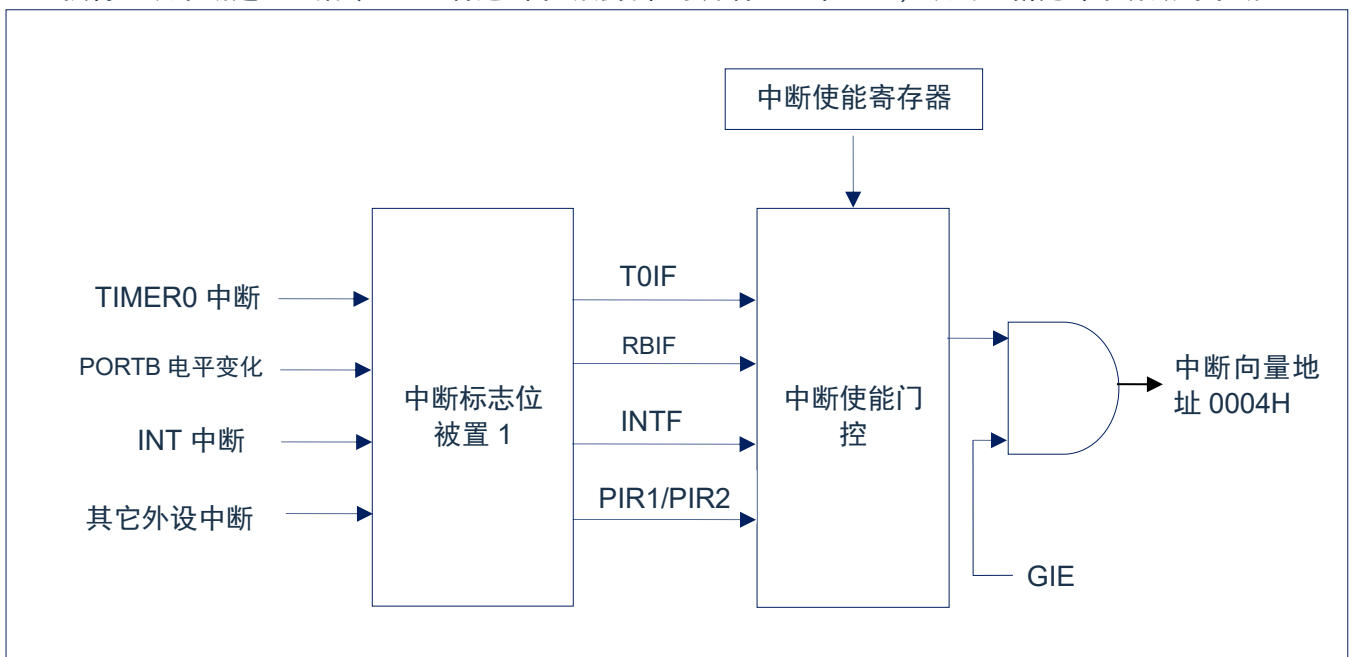 中断使能寄存器
TIMER0 中断
PORTB 电平变化
INT 中断
其它外设中断
中断标志位
被置 1
T0IF
RBIF
INTF
PIR1/PIR2
中断使能门
控
GIE
中断向量地
址 0004H